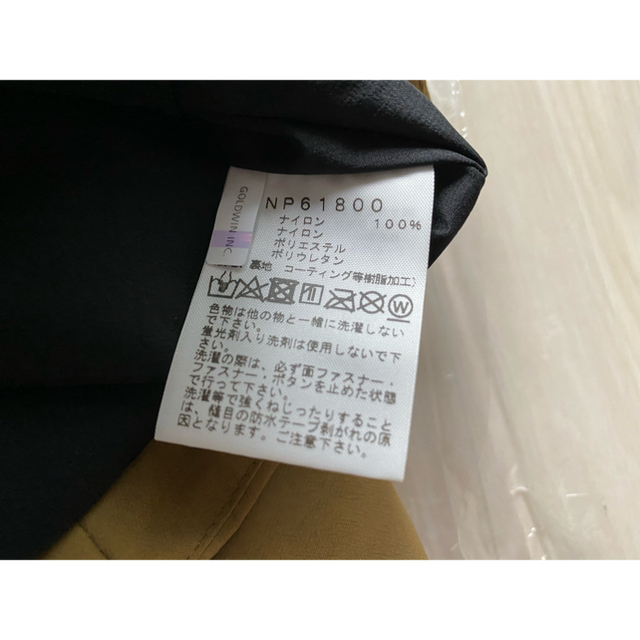 GOLDWIN INC
NP61800
ナイロン 100%
ナイロン
ポリエステル
ポリウレタン
裏地 コーティング等樹脂加工)
W
色物は他の物と一緒に洗濯しない
で下さい。
蛍光剤入り洗剤は使用しないで下
さい。
洗濯の際は、必ず面ファスナー・
ファスナー・ボタンを止めた状態
で行って下さい。
洗濯等で強くねじったりすること
は、縫目の防水テープ剥がれの原
因となります。ご注意下さい。